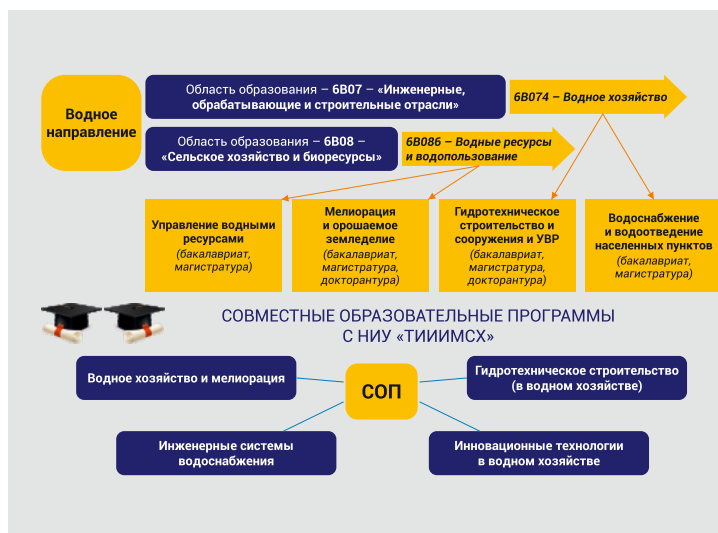 Водное
направление
Область образования – 6В07 – «Инженерные,
обрабатывающие и строительные отрасли»
6В074 – Водное хозяйство
Область образования – 6В08 –
«Сельское хозяйство и биоресурсы»
6В086 – Водные ресурсы
и водопользование
Управление водными
ресурсами
(бакалавриат,
магистратура)
Мелиорация
и орошаемое
земледелие
(бакалавриат,
магистратура,
докторантура)
Гидротехническое
строительство и
сооружения и УВР
(бакалавриат,
магистратура,
докторантура)
Водоснабжение
и водоотведение
населенных пунктов
(бакалавриат,
магистратура)
СОВМЕСТНЫЕ ОБРАЗОВАТЕЛЬНЫЕ ПРОГРАММЫ
С НИУ «ТИИИМСХ»
Водное хозяйство и мелиорация
СОП
Гидротехническое строительство
(в водном хозяйстве)
Инженерные системы
водоснабжения
Инновационные технологии
в водном хозяйстве